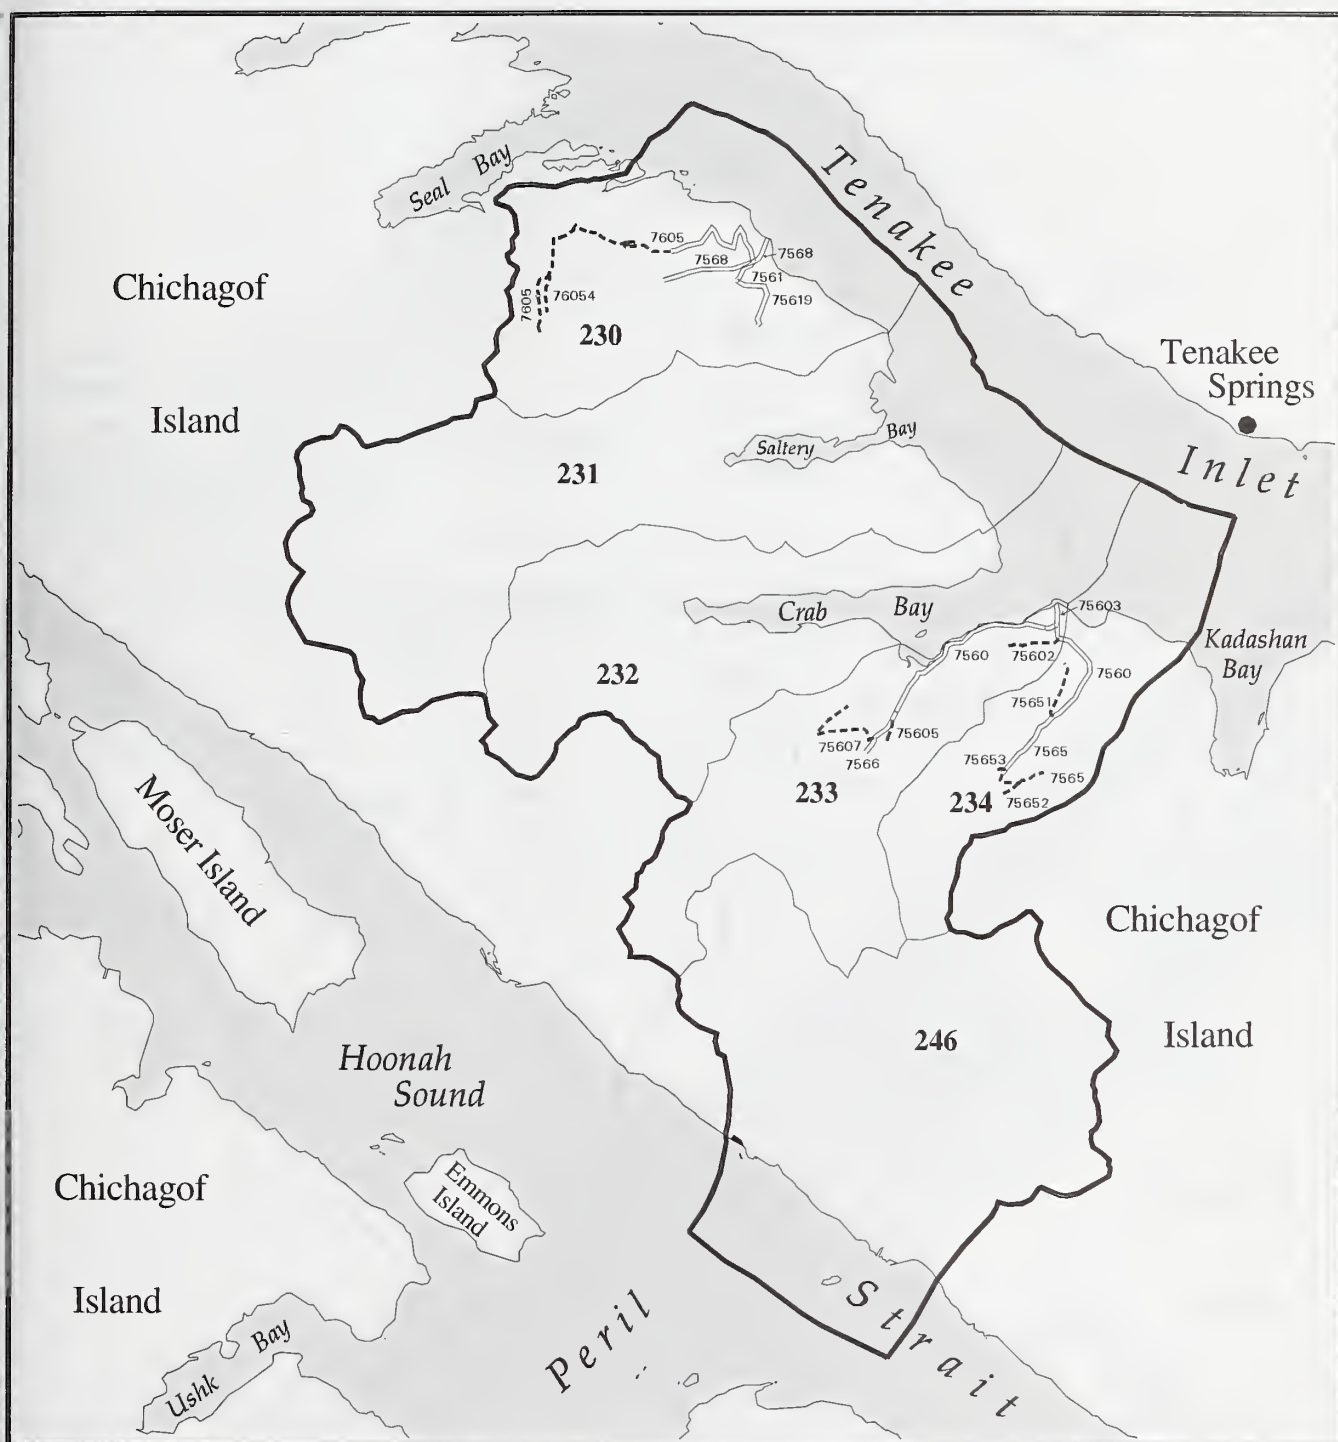 Seal Bay
Tenakee
Inlet
Chichagof
Island
7605
7568
7568
7561
75619
7605
76054
230
Tenakee
Springs
Saltery Bay
231
Crab Bay
75603
Kadashan
Bay
7560
75602
7560
75651
232
75605
75607
7566
7565
75653
7565
75652
233
234
Moser Island
Chichagof
Island
246
Hoonah
Sound
Emmons
Island
Chichagof
Island
Ushk Bay
Peril
Strait